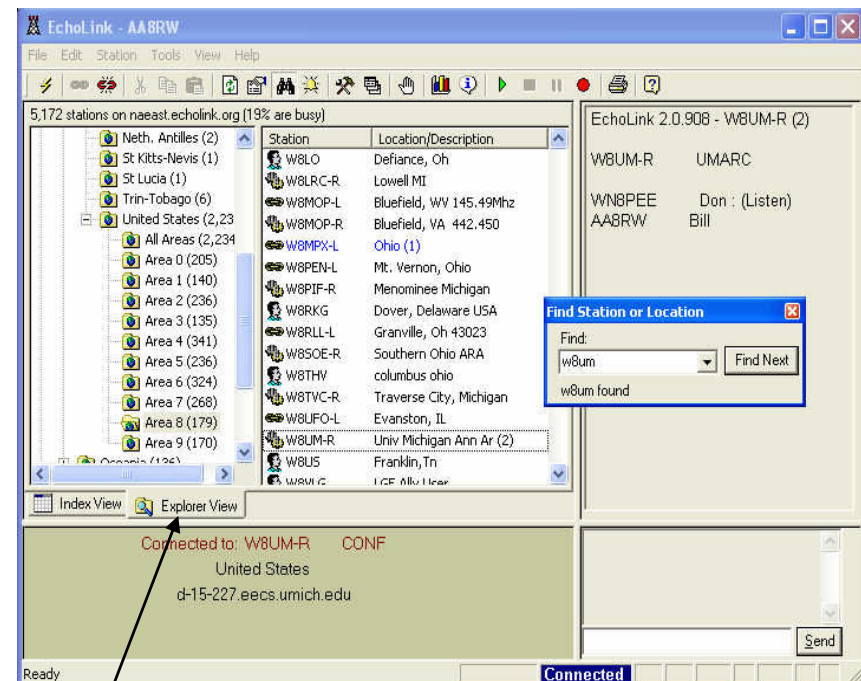 EchoLink - AA8RW
File Edit Station Tools View Help
5,172 stations on naeast.echolink.org (19% are busy)
Neth. Antilles (2)
St Kitts-Nevis (1)
St Lucia (1)
Trin-Tobago (6)
United States (2,23
All Areas (2,234
Area 0 (205)
Area 1 (140)
Area 2 (236)
Area 3 (135)
Area 4 (341)
Area 5 (236)
Area 6 (324)
Area 7 (268)
Area 8 (179)
Area 9 (170)
Oceania (136)
Station Location/Description
W8LO Defiance, Oh
W8LRC-R Lowell MI
W8MOP-L Bluefield, WV 145.49Mhz
W8MOP-R Bluefield, VA 442.450
W8MPX-L Ohio (1)
W8PEN-L Mt. Vernon, Ohio
W8PIF-R Menominee Michigan
W8RKG Dover, Delaware USA
W8RLL-L Granville, Oh 43023
W8SOE-R Southern Ohio ARA
W8THV columbus ohio
W8TVC-R Traverse City, Michigan
W8UFO-L Evanston, IL
W8UM-R Univ Michigan Ann Ar (2)
W8US Franklin,Tn
User
Index View Explorer View
EchoLink 2.0.908 - W8UM-R (2)
W8UM-R UMARC
WN8PEE Don : (Listen)
AA8RW Bill
Find Station or Location
Find:
w8um Find Next
w8um found
Connected to: W8UM-R CONF
United States
d-15-227.eecs.umich.edu
Send
Ready Connected